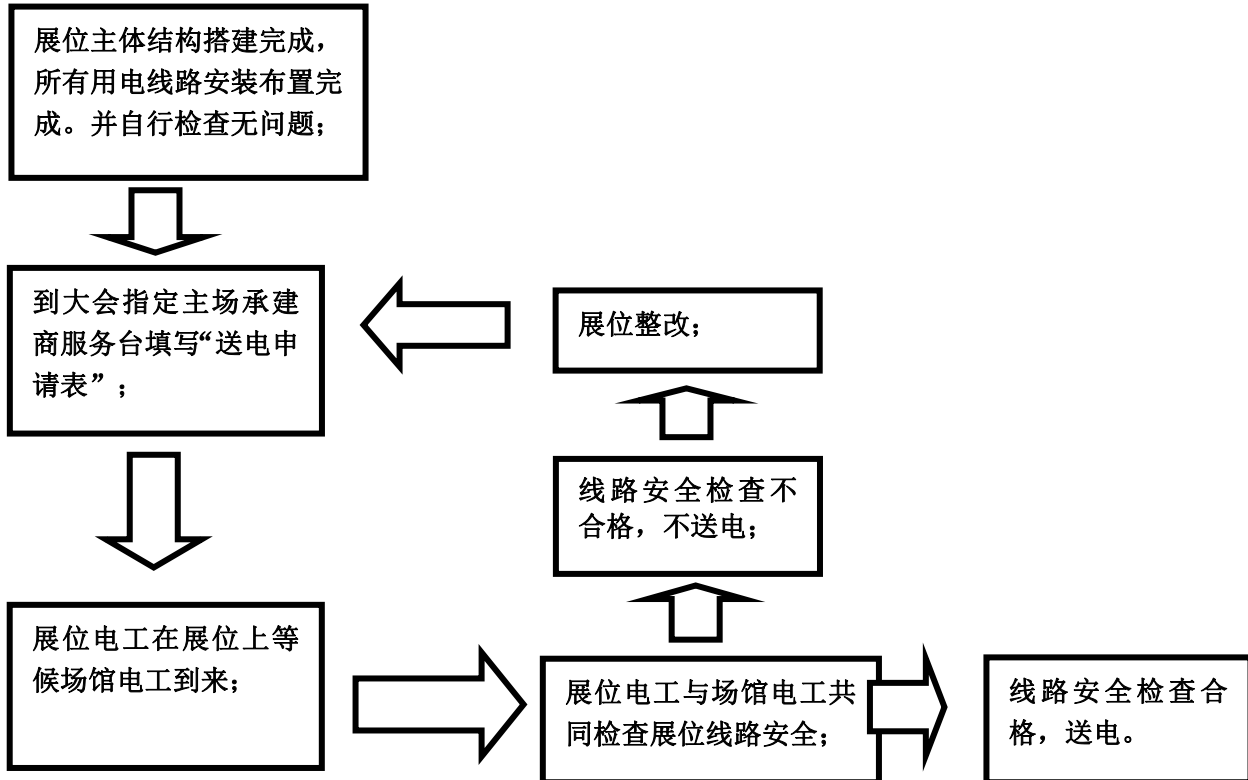 展位主体结构搭建完成，
所有用电线路安装布置完
成。并自行检查无问题；
到大会指定主场承建
商服务台填写“送电申
请表”；
展位整改；
线路安全检查不
合格，不送电；
展位电工在展位上等
候场馆电工到来；
展位电工与场馆电工共
同检查展位线路安全；
线路安全检查合
格，送电。